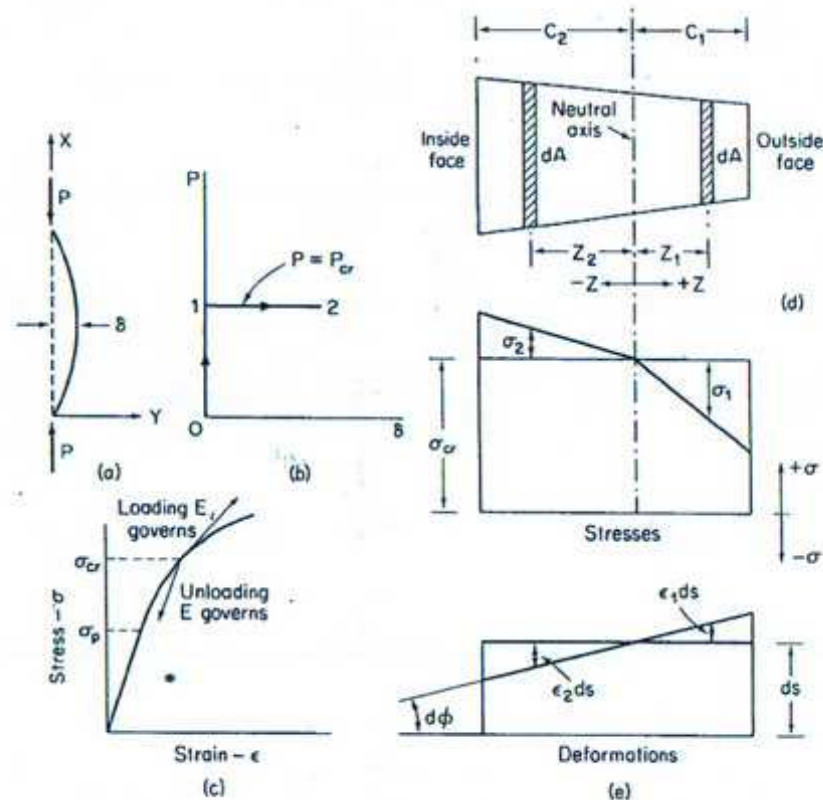 X
P
δ
Y
P
(a)
P
P = Pcr
1
2
O
δ
(b)
Loading Et
governs
σcr
Unloading
E governs
σp
Stress - σ
Strain - ϵ
(c)
C2
C1
Neutral
axis
Inside
face
Outside
face
dA
dA
Z2
Z1
-Z
+Z
(d)
σ2
σ1
σcr
+σ
-σ
Stresses
ϵ1ds
ϵ2ds
ds
dϕ
Deformations
(e)